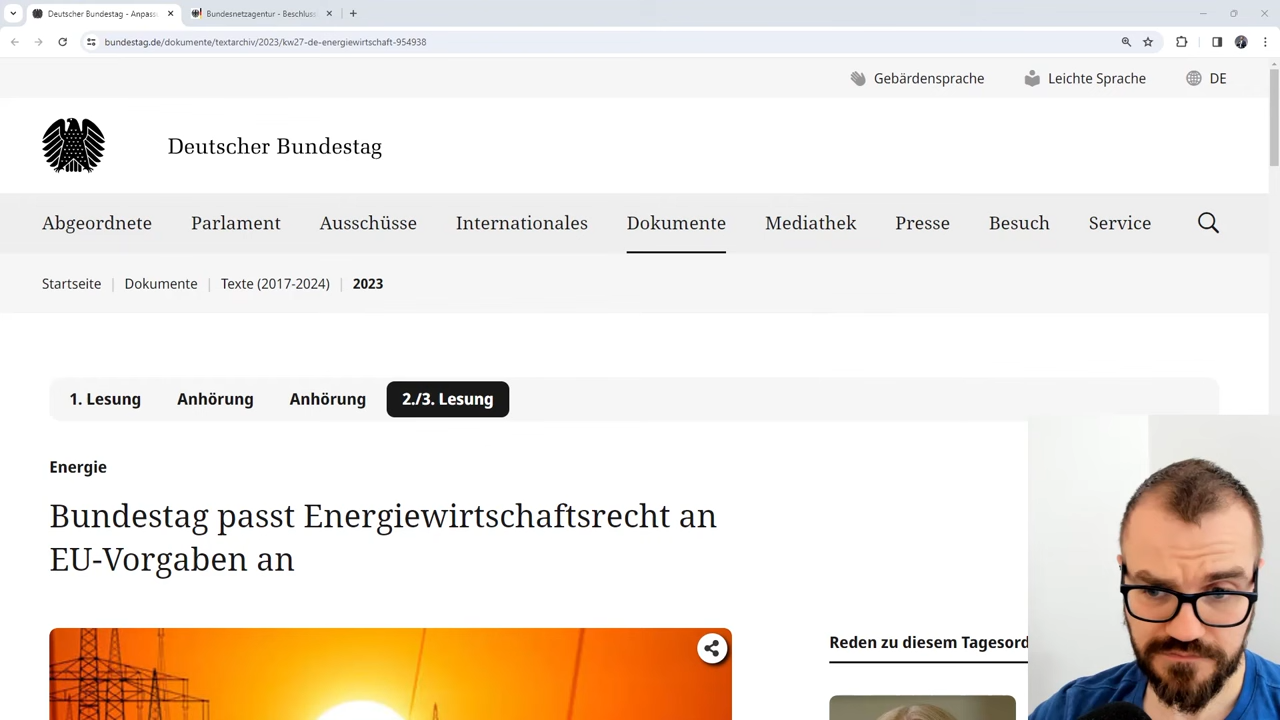 Deutscher Bundestag - Anpass
Bundesnetzagentur - Beschluss
bundestag.de/dokumente/textarchiv/2023/kw27-de-energiewirtschaft-954938
Gebärdensprache
Leichte Sprache
DE
Deutscher Bundestag
Abgeordnete
Parlament
Ausschüsse
Internationales
Dokumente
Mediathek
Presse
Besuch
Service
Startseite | Dokumente | Texte (2017-2024) | 2023
1. Lesung
Anhörung
Anhörung
2./3. Lesung
Energie
Bundestag passt Energiewirtschaftsrecht an
EU-Vorgaben an
Reden zu diesem Tagesord